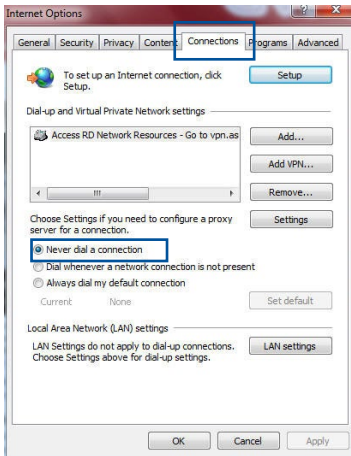 Internet Options
General Security Privacy Content Connections Programs Advanced
To set up an Internet connection, click
Setup.
Setup
Dial-up and Virtual Private Network settings
Access RD Network Resources - Go to vpn.as
Add...
Add VPN...
Remove...
Choose Settings if you need to configure a proxy
server for a connection.
Settings
Never dial a connection
Dial whenever a network connection is not present
Always dial my default connection
Current None
Set default
Local Area Network (LAN) settings
LAN Settings do not apply to dial-up connections.
Choose Settings above for dial-up settings.
LAN settings
OK Cancel Apply